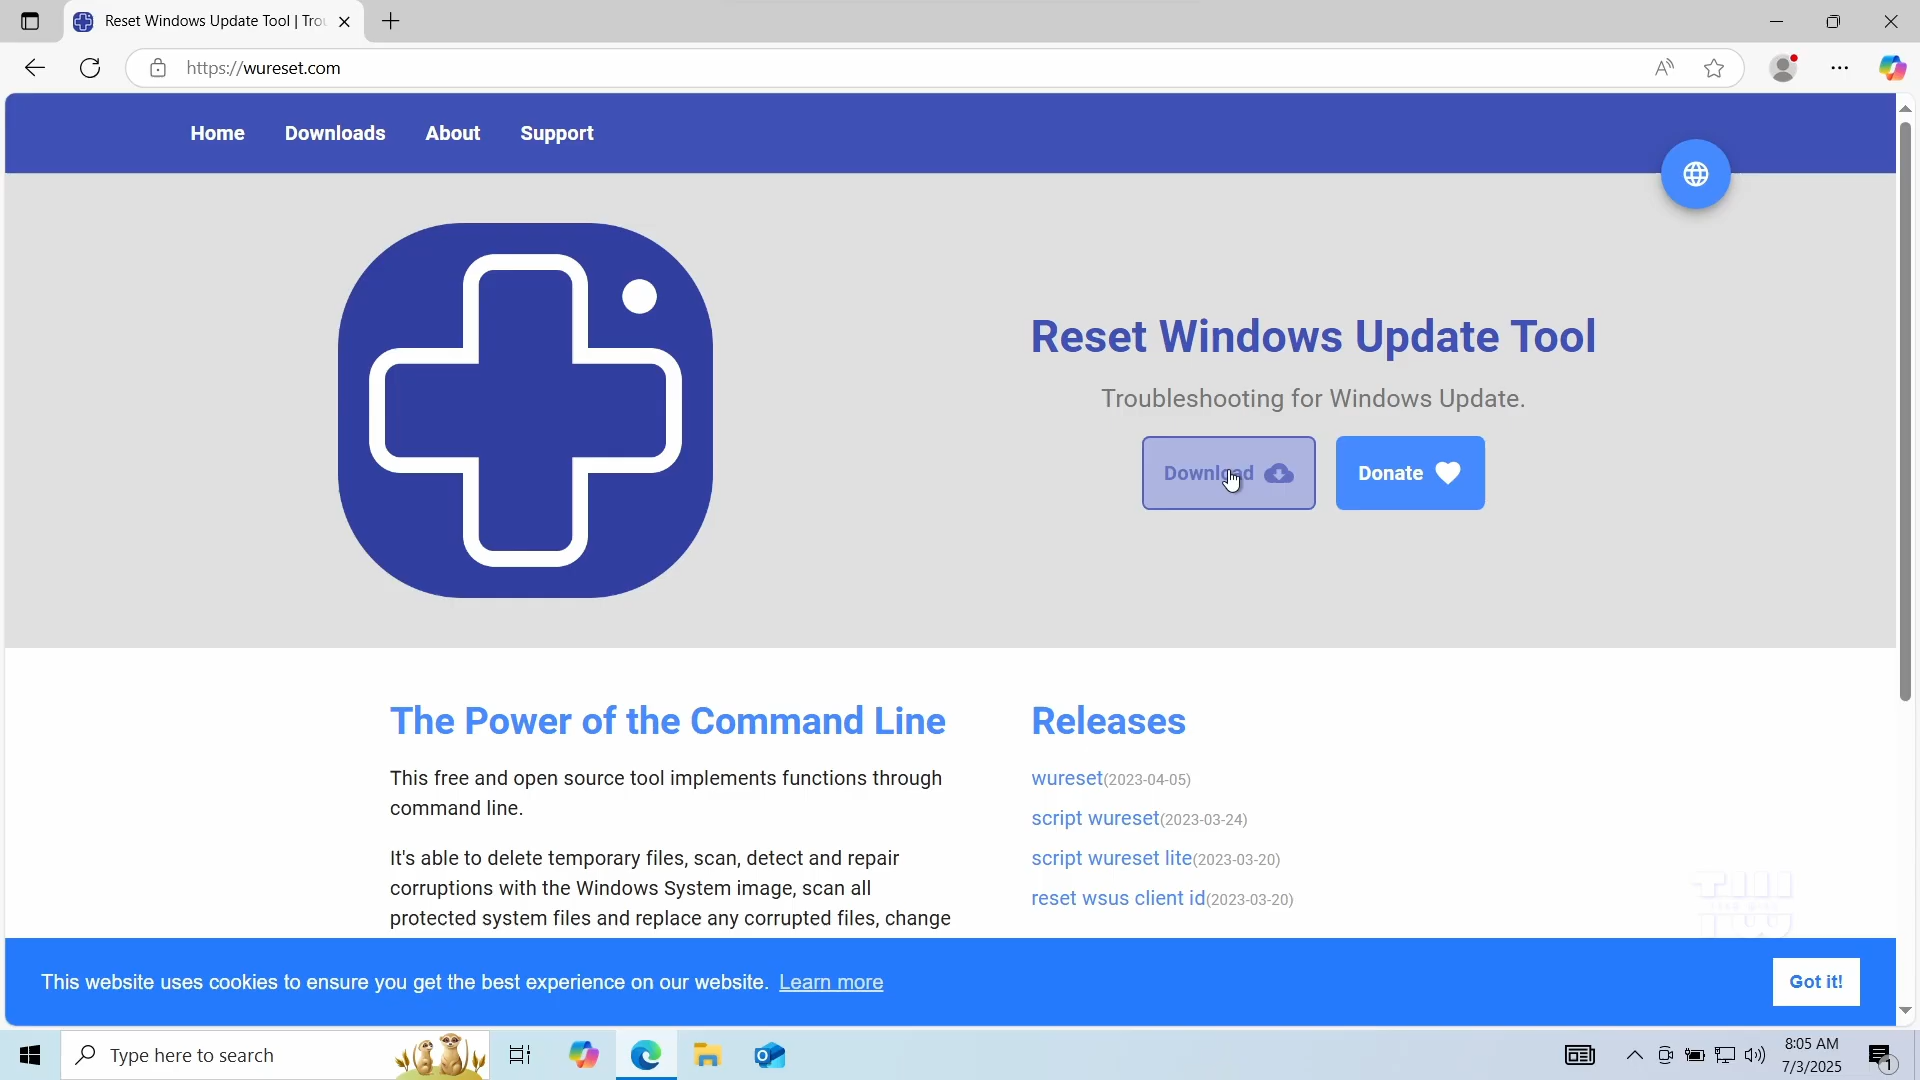 Reset Windows Update Tool | Trou
https://wureset.com
Home Downloads About Support
Reset Windows Update Tool
Troubleshooting for Windows Update.
Download Donate
The Power of the Command Line
This free and open source tool implements functions through
command line.
It's able to delete temporary files, scan, detect and repair
corruptions with the Windows System image, scan all
protected system files and replace any corrupted files, change
Releases
wureset(2023-04-05)
script wureset(2023-03-24)
script wureset lite(2023-03-20)
reset wsus client id(2023-03-20)
This website uses cookies to ensure you get the best experience on our website. Learn more
Got it!
Type here to search
8:05 AM
7/3/2025
1